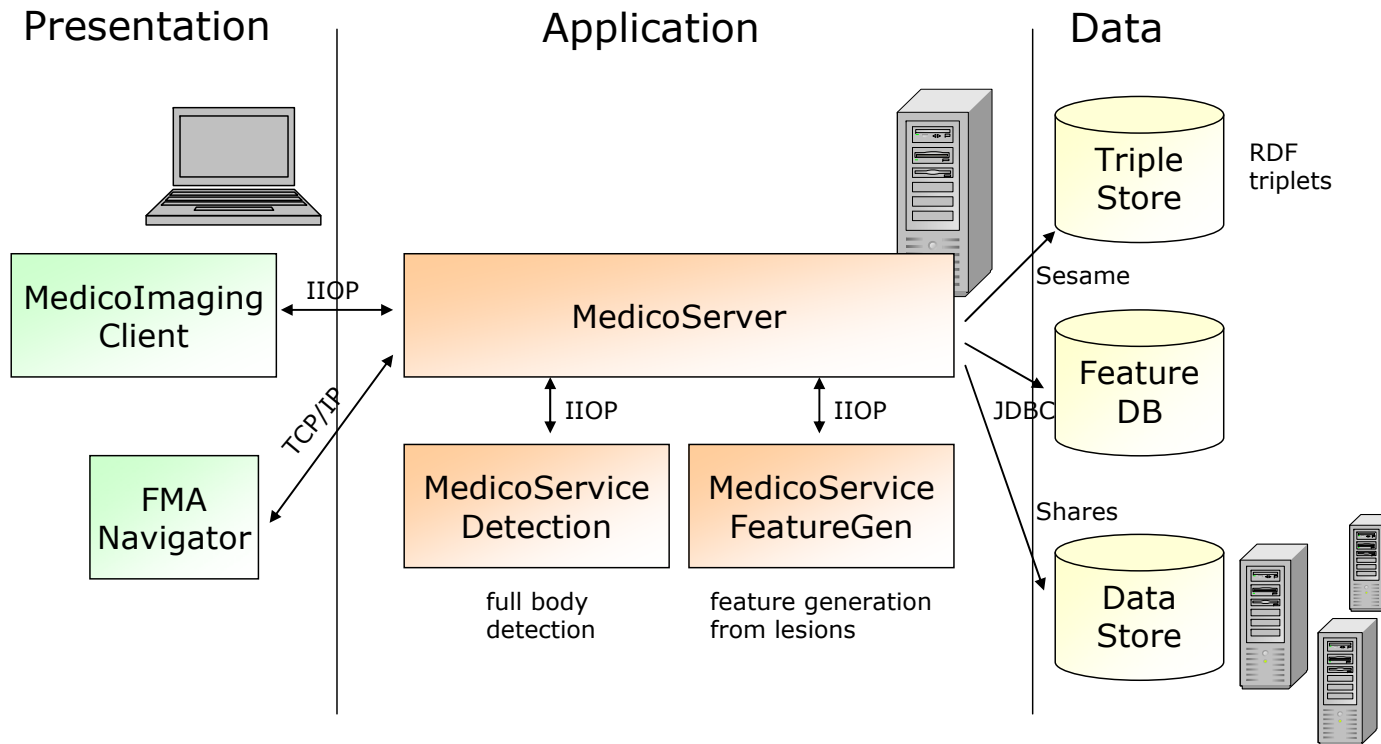 Presentation
Application
Data
Triple
Store
RDF
triplets
MedicoImaging
Client
IIOP
MedicoServer
Sesame
TCP/IP
IIOP
IIOP
JDBC
Feature
DB
FMA
Navigator
MedicoService
Detection
MedicoService
FeatureGen
Shares
full body
detection
feature generation
from lesions
Data
Store